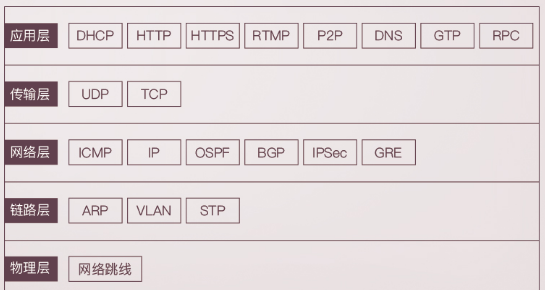 应用层 DHCP HTTP HTTPS RTMP P2P DNS GTP RPC
传输层 UDP TCP
网络层 ICMP IP OSPF BGP IPSec GRE
链路层 ARP VLAN STP
物理层 网络跳线